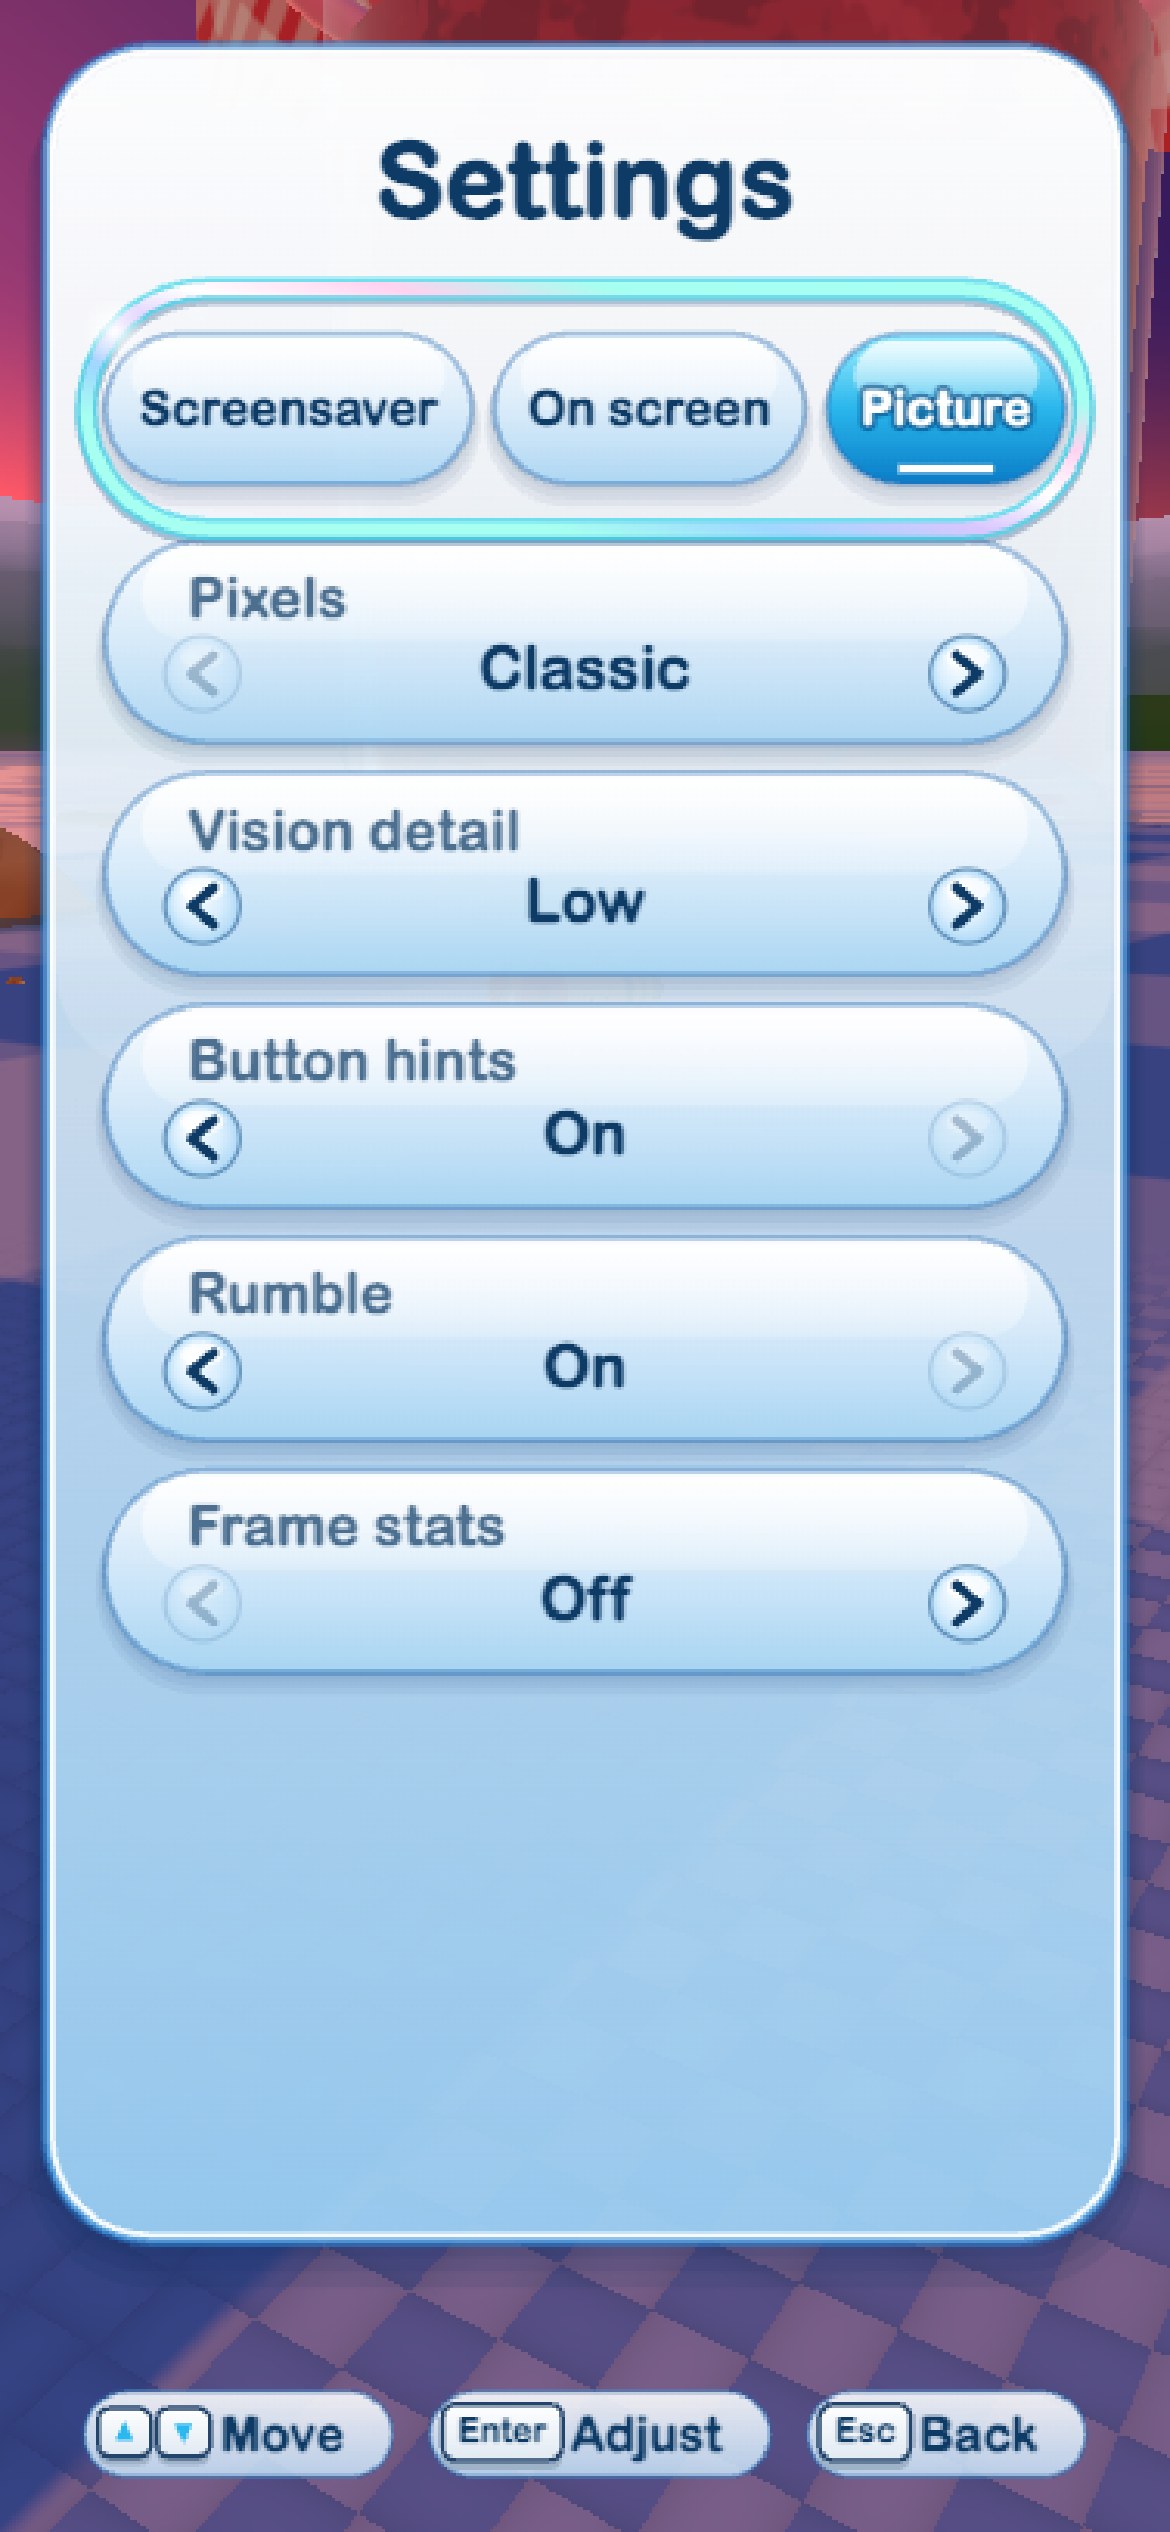 Settings
Screensaver On screen Picture
Pixels
< Classic >
Vision detail
< Low >
Button hints
< On >
Rumble
< On >
Frame stats
< Off >
▲ ▼ Move Enter Adjust Esc Back